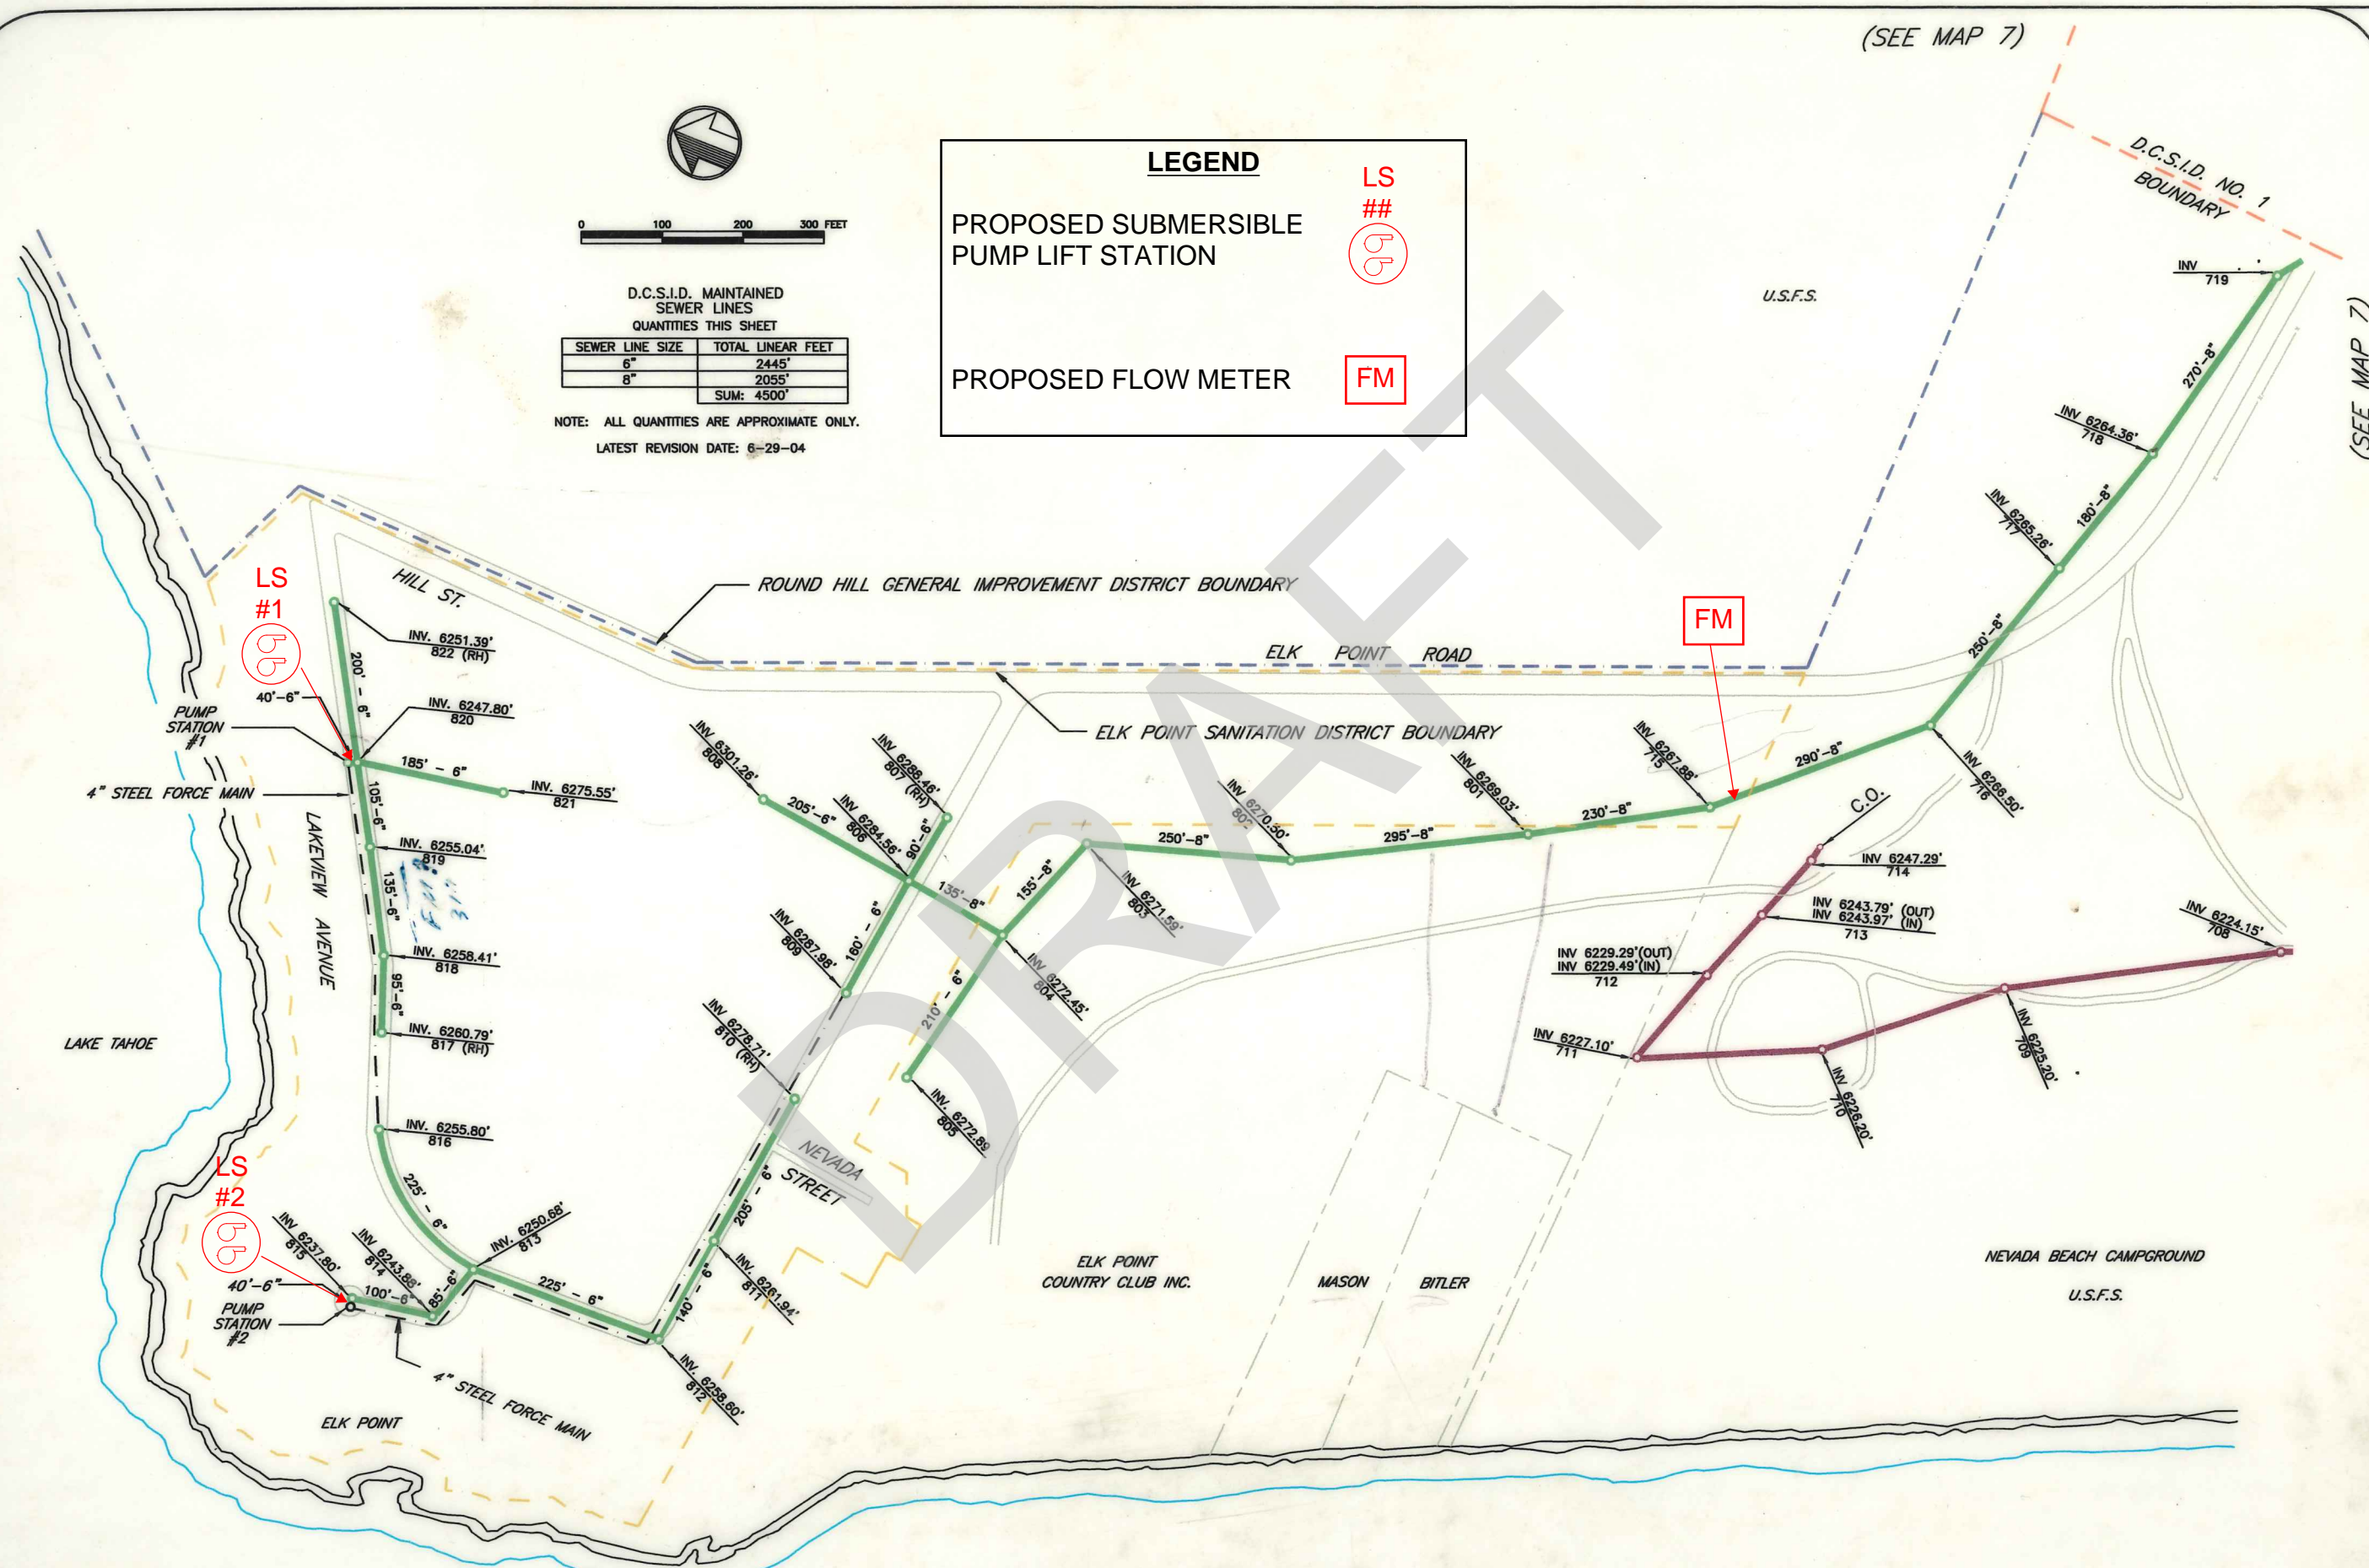 (SEE MAP 7)
D.C.S.I.D. NO. 1
BOUNDARY
(SEE MAP 7)
0 100 200 300 FEET
D.C.S.I.D. MAINTAINED
SEWER LINES
QUANTITIES THIS SHEET
SEWER LINE SIZE TOTAL LINEAR FEET
6" 2445'
8" 2055'
SUM: 4500'
NOTE: ALL QUANTITIES ARE APPROXIMATE ONLY.
LATEST REVISION DATE: 6-29-04
LEGEND
PROPOSED SUBMERSIBLE
PUMP LIFT STATION
LS
##
PROPOSED FLOW METER
FM
U.S.F.S.
INV
719
270'-8"
INV 6264.36'
718
180'-8"
INV 6265.26'
717
250'-8"
INV 6266.50'
716
290'-8"
FM
INV 6267.88'
715
230'-8"
INV 6269.03'
801
295'-8"
INV 6270.50'
250'-8"
INV 6271.59'
803
155'-8"
INV 6272.45'
804
135'-8"
210' - 6"
INV. 6272.89
805
ROUND HILL GENERAL IMPROVEMENT DISTRICT BOUNDARY
ELK POINT ROAD
ELK POINT SANITATION DISTRICT BOUNDARY
HILL ST.
LS
#1
INV. 6251.39'
822 (RH)
200' - 6"
40'-6"
INV. 6247.80'
820
PUMP
STATION
#1
185' - 6"
INV. 6275.55'
821
4" STEEL FORCE MAIN
105'-6"
INV. 6255.04'
819
135'-6"
INV. 6258.41'
818
95'-6"
INV. 6260.79'
817 (RH)
LAKEVIEW AVENUE
LAKE TAHOE
INV. 6255.80'
816
225' - 6"
LS
#2
INV 6237.80'
815
INV 6243.88'
814
INV. 6250.68'
813
40'-6"
100'-6"
85'-6"
PUMP
STATION
#2
4" STEEL FORCE MAIN
ELK POINT
225' - 6"
INV. 6258.60'
812
140' - 6"
INV. 6261.94'
811
205' - 6"
INV 6278.71'
810 (RH)
NEVADA
STREET
INV 6287.98'
809
160' - 6"
INV 6301.26'
808
205'-6"
INV 6284.56'
806
INV 6288.46'
807 (RH)
90'-6"
C.O.
INV 6247.29'
714
INV 6243.79' (OUT)
INV 6243.97' (IN)
713
INV 6229.29'(OUT)
INV 6229.49'(IN)
712
INV 6227.10'
711
INV 6226.20'
710
INV 6225.20'
709
INV 6224.15'
708
ELK POINT
COUNTRY CLUB INC.
MASON
BITLER
NEVADA BEACH CAMPGROUND
U.S.F.S.
DRAFT